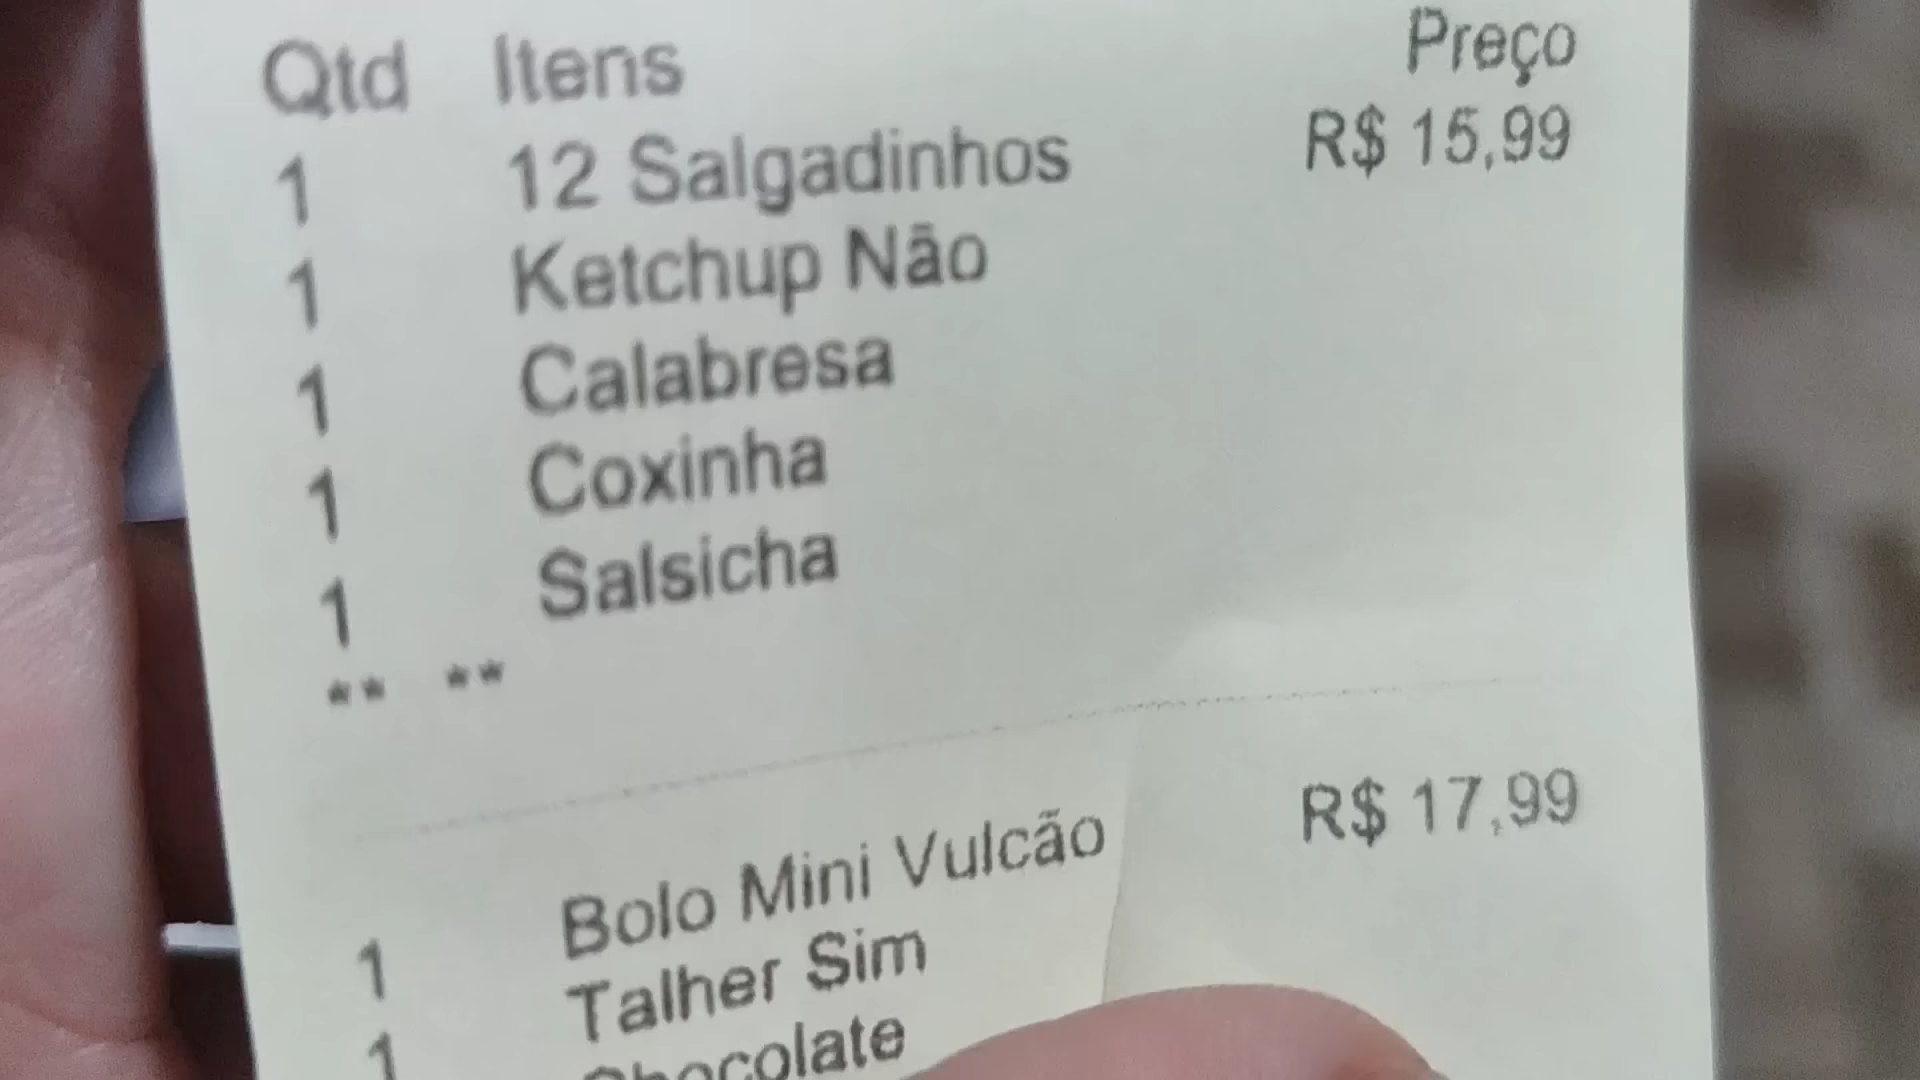 Qtd Itens Preço
1 12 Salgadinhos R$ 15,99
1 Ketchup Não
1 Calabresa
1 Coxinha
1 Salsicha
** **
1 Bolo Mini Vulcão R$ 17,99
1 Talher Sim
Chocolate